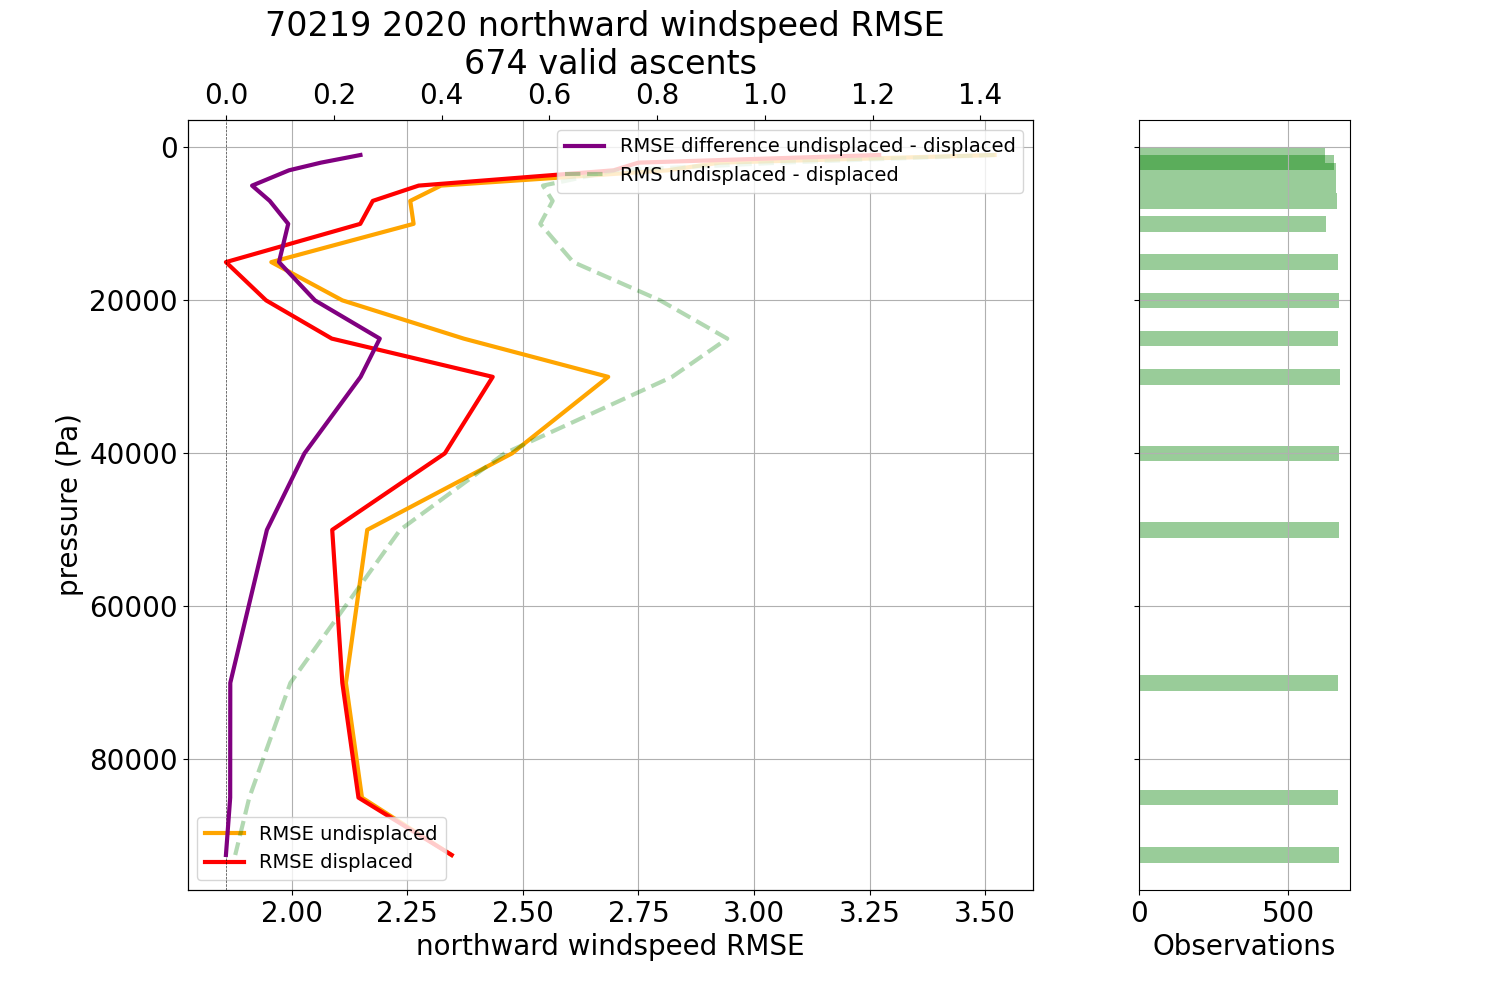 70219 2020 northward windspeed RMSE
674 valid ascents
0.0 0.2 0.4 0.6 0.8 1.0 1.2 1.4
RMSE difference undisplaced - displaced
RMS undisplaced - displaced
0
20000
40000
60000
80000
pressure (Pa)
RMSE undisplaced
RMSE displaced
2.00 2.25 2.50 2.75 3.00 3.25 3.50
northward windspeed RMSE
0 500
Observations